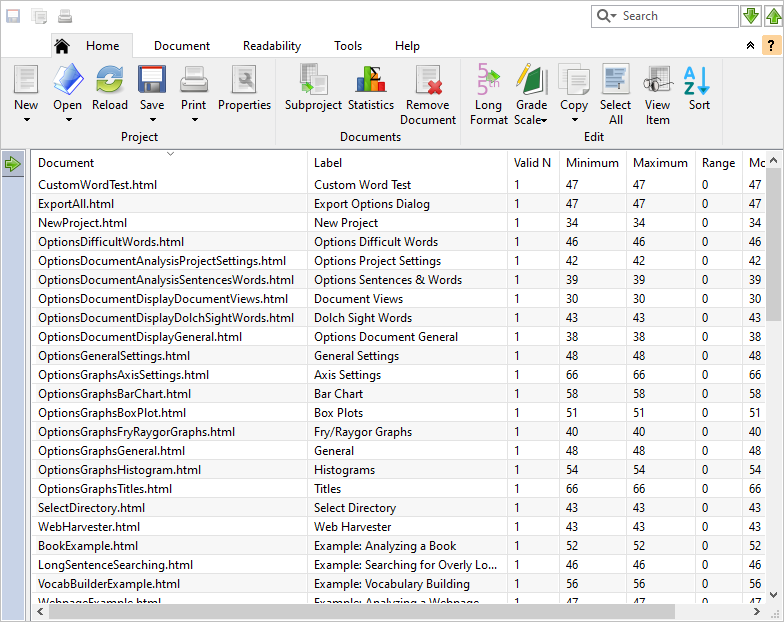 Search
Home Document Readability Tools Help
?
New Open Reload Save Print Properties Subproject Statistics Remove Document Long Format Grade Scale Copy Select All View Item Sort
Project Documents Edit
Document Label Valid N Minimum Maximum Range Mo
CustomWordTest.html Custom Word Test 1 47 47 0 47
ExportAll.html Export Options Dialog 1 47 47 0 47
NewProject.html New Project 1 34 34 0 34
OptionsDifficultWords.html Options Difficult Words 1 46 46 0 46
OptionsDocumentAnalysisProjectSettings.html Options Project Settings 1 42 42 0 42
OptionsDocumentAnalysisSentencesWords.html Options Sentences & Words 1 39 39 0 39
OptionsDocumentDisplayDocumentViews.html Document Views 1 30 30 0 30
OptionsDocumentDisplayDolchSightWords.html Dolch Sight Words 1 43 43 0 43
OptionsDocumentDisplayGeneral.html Options Document General 1 38 38 0 38
OptionsGeneralSettings.html General Settings 1 48 48 0 48
OptionsGraphsAxisSettings.html Axis Settings 1 66 66 0 66
OptionsGraphsBarChart.html Bar Chart 1 58 58 0 58
OptionsGraphsBoxPlot.html Box Plots 1 51 51 0 51
OptionsGraphsFryRaygorGraphs.html Fry/Raygor Graphs 1 40 40 0 40
OptionsGraphsGeneral.html General 1 48 48 0 48
OptionsGraphsHistogram.html Histograms 1 54 54 0 54
OptionsGraphsTitles.html Titles 1 66 66 0 66
SelectDirectory.html Select Directory 1 43 43 0 43
WebHarvester.html Web Harvester 1 43 43 0 43
BookExample.html Example: Analyzing a Book 1 52 52 0 52
LongSentenceSearching.html Example: Searching for Overly Lo... 1 46 46 0 46
VocabBuilderExample.html Example: Vocabulary Building 1 56 56 0 56
WebpageExample.html Example: Analyzing a Webpage 1 47 47 0 47